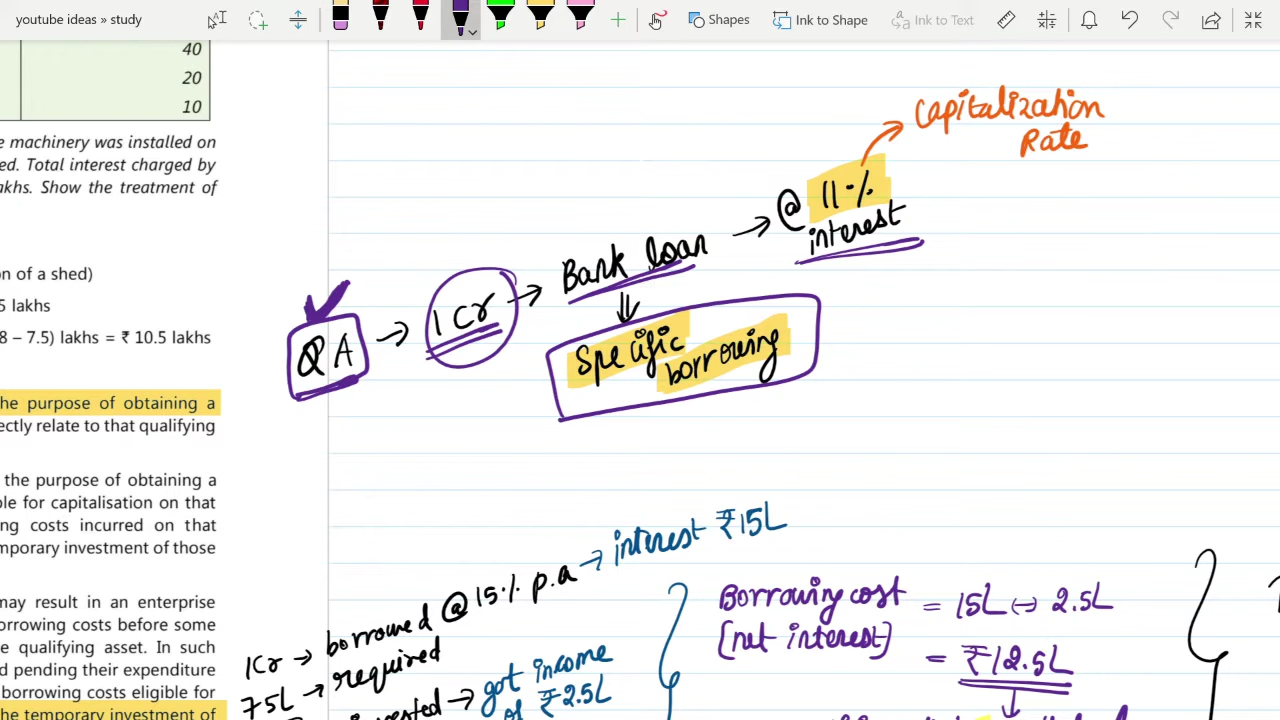 youtube ideas » study
Shapes
Ink to Shape
Ink to Text
40
20
10
e machinery was installed on
ed. Total interest charged by
akhs. Show the treatment of
on of a shed)
5 lakhs
8 – 7.5) lakhs = ₹ 10.5 lakhs
he purpose of obtaining a
ectly relate to that qualifying
the purpose of obtaining a
ole for capitalisation on that
ng costs incurred on that
mporary investment of those
may result in an enterprise
orrowing costs before some
e qualifying asset. In such
d pending their expenditure
borrowing costs eligible for
the temporary investment of
Capitalization
Rate
QA → 1 Cr → Bank loan → @ 11%
interest
⇓
Specific
borrowing
1Cr → borrowed @ 15% p.a → interest ₹15L
75L → required
invested → got income
of ₹2.5L
Borrowing cost = 15L (-) 2.5L
[net interest] = ₹12.5L